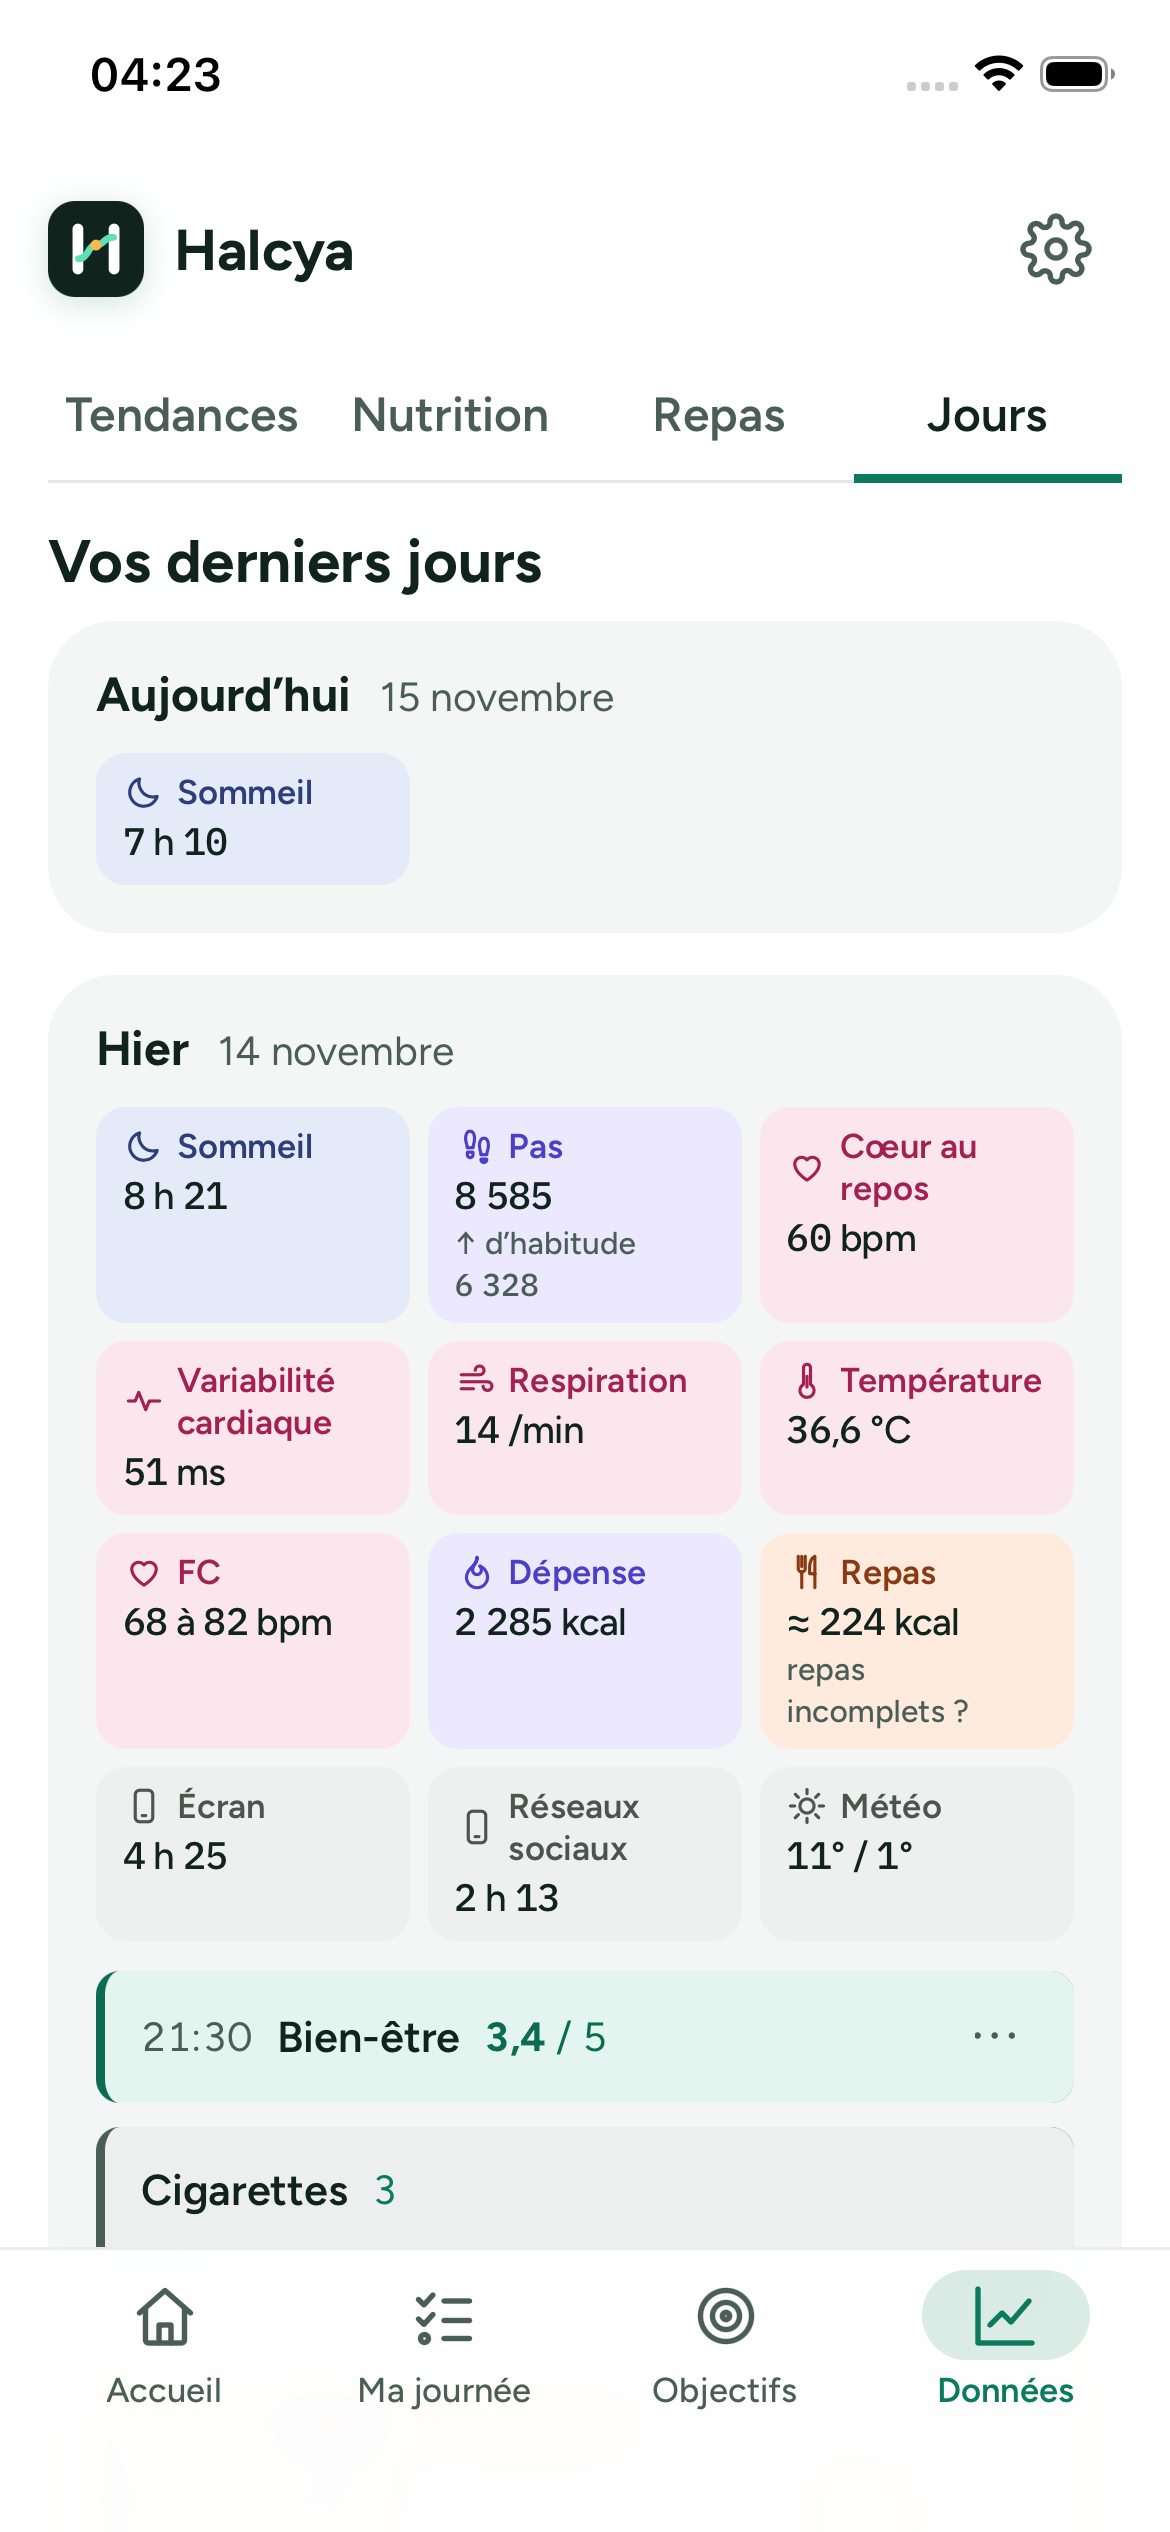 04:23
Halcya
Tendances Nutrition Repas Jours
Vos derniers jours
Aujourd’hui 15 novembre
Sommeil
7 h 10
Hier 14 novembre
Sommeil
8 h 21
Pas
8 585
↑ d’habitude
6 328
Cœur au
repos
60 bpm
Variabilité
cardiaque
51 ms
Respiration
14 /min
Température
36,6 °C
FC
68 à 82 bpm
Dépense
2 285 kcal
Repas
≈ 224 kcal
repas
incomplets ?
Écran
4 h 25
Réseaux
sociaux
2 h 13
Météo
11° / 1°
21:30 Bien-être 3,4 / 5
Cigarettes 3
Accueil Ma journée Objectifs Données